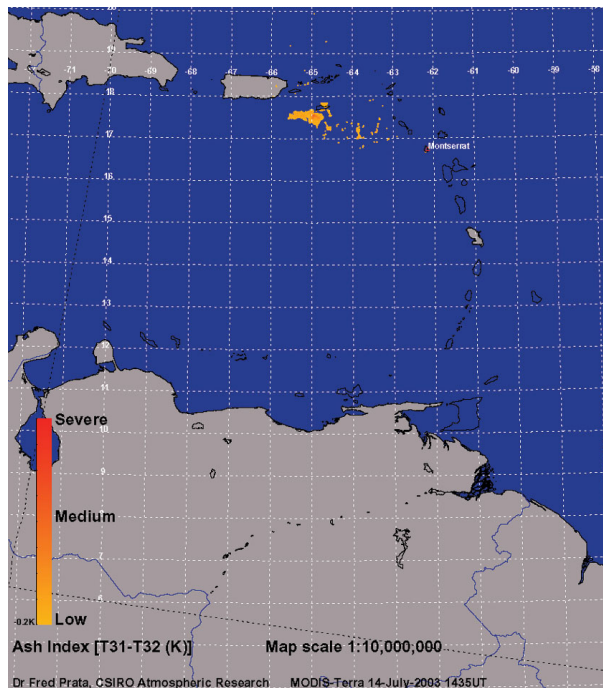 20
19
-71 -70 -69 -67 -66 -65 -64 -63 -62 -61 -60 -59 -58
18
17
Montserrat
16
15
14
13
12
11
Severe
10
9
8
Medium
7
6
-0.2K Low
Ash Index [T31-T32 (K)] Map scale 1:10,000,000
Dr Fred Prata, CSIRO Atmospheric Research MODIS-Terra 14-July-2003 1435UT